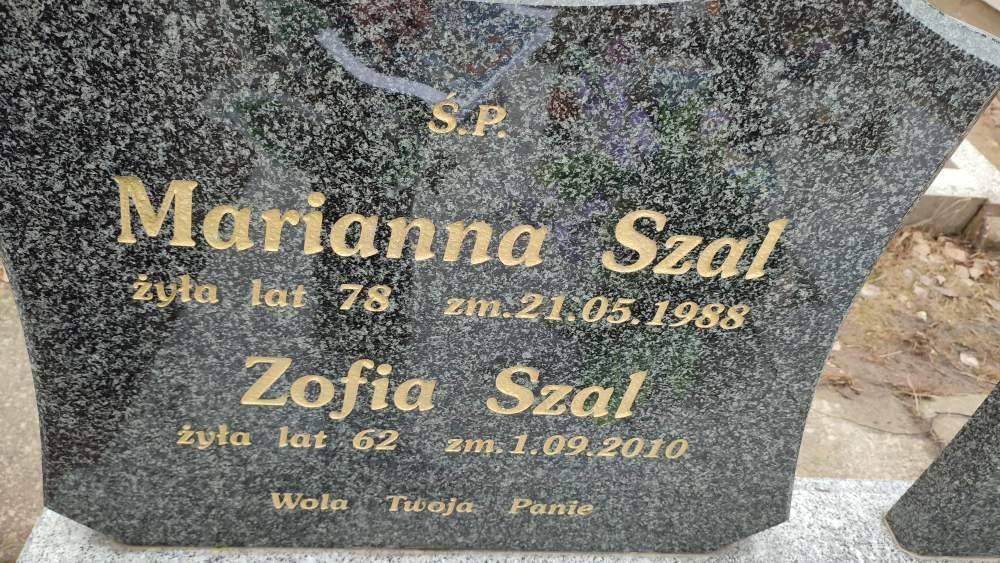 Ś.P.
Marianna Szal
żyła lat 78 zm.21.05.1988
Zofia Szal
żyła lat 62 zm.1.09.2010
Wola Twoja Panie